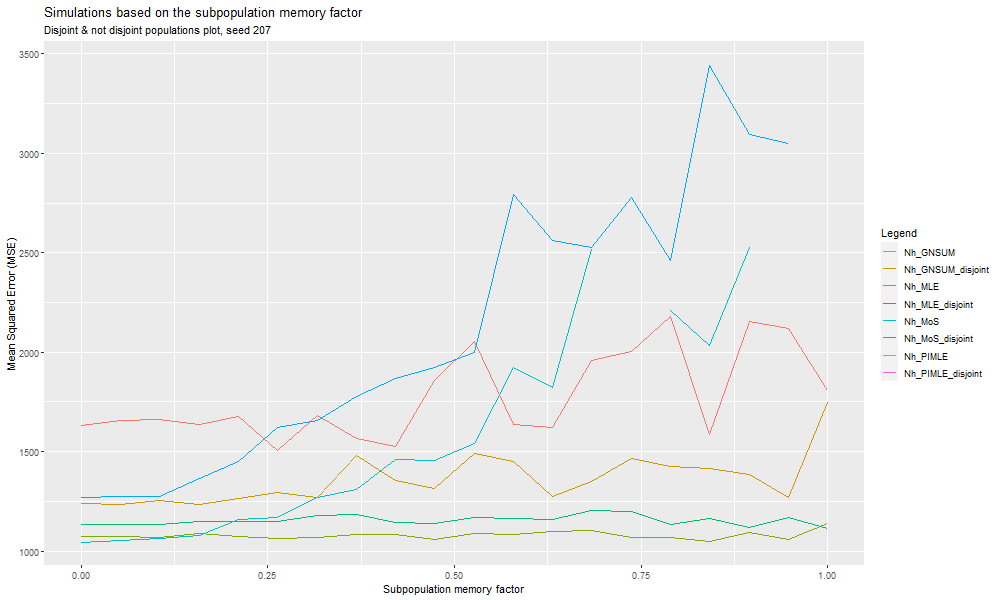 Simulations based on the subpopulation memory factor
Disjoint & not disjoint populations plot, seed 207
3500
3000
2500
2000
1500
1000
Mean Squared Error (MSE)
0.00
0.25
0.50
0.75
1.00
Subpopulation memory factor
Legend
Nh_GNSUM
Nh_GNSUM_disjoint
Nh_MLE
Nh_MLE_disjoint
Nh_MoS
Nh_MoS_disjoint
Nh_PIMLE
Nh_PIMLE_disjoint